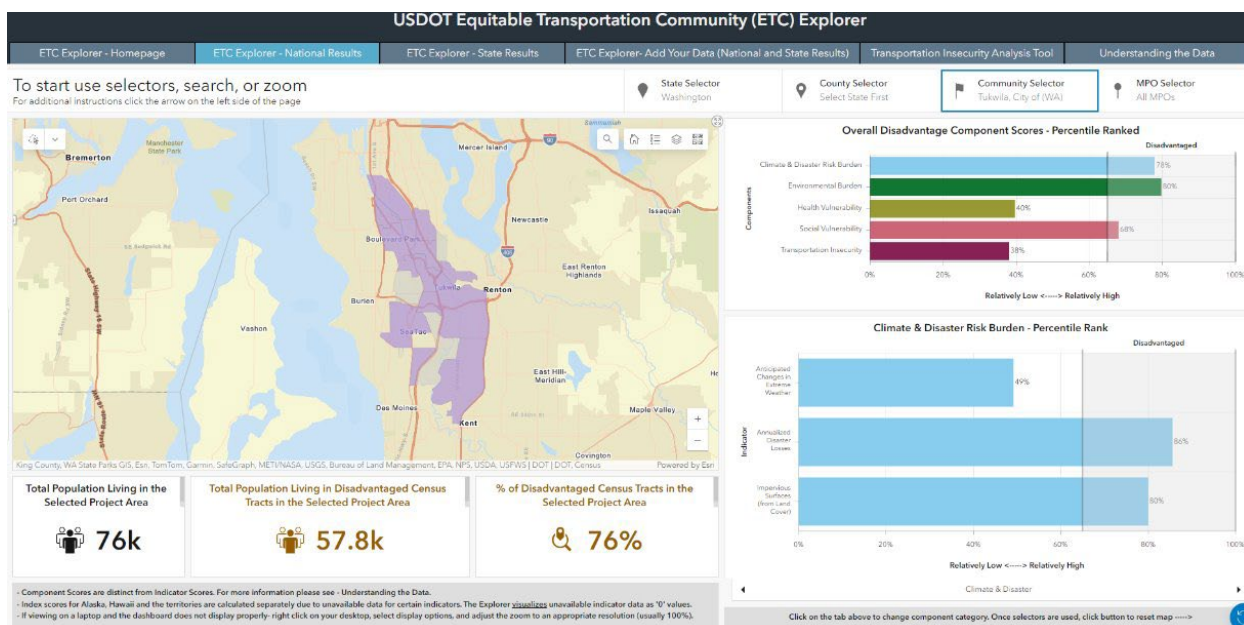 USDOT Equitable Transportation Community (ETC) Explorer
ETC Explorer - Homepage
ETC Explorer - National Results
ETC Explorer - State Results
ETC Explorer- Add Your Data (National and State Results)
Transportation Insecurity Analysis Tool
Understanding the Data
To start use selectors, search, or zoom
For additional instructions click the arrow on the left side of the page
State Selector
Washington
County Selector
Select State First
Community Selector
Tukwila, City of (WA)
MPO Selector
All MPOs
Bremerton
Manchester
State Park
Mercer Island
Port Orchard
Newcastle
Issaquah
Boulevard Park
East Renton
Highlands
Tukwila
Renton
Burien
Vashon
SeaTac
East Hill-
Meridian
Des Moines
Maple Valley
Kent
Covington
State Highway 16 SW
+
−
King County, WA State Parks GIS, Esri, TomTom, Garmin, SafeGraph, METI/NASA, USGS, Bureau of Land Management, EPA, NPS, USDA, USFWS | DOT | DOT, Census
Powered by Esri
Total Population Living in the
Selected Project Area
76k
Total Population Living in Disadvantaged Census
Tracts in the Selected Project Area
57.8k
% of Disadvantaged Census Tracts in the
Selected Project Area
76%
Overall Disadvantage Component Scores - Percentile Ranked
Disadvantaged
Components
Climate & Disaster Risk Burden
78%
Environmental Burden
80%
Health Vulnerability
40%
Social Vulnerability
68%
Transportation Insecurity
38%
0% 20% 40% 60% 80% 100%
Relatively Low <-----> Relatively High
Climate & Disaster Risk Burden - Percentile Rank
Disadvantaged
Indicator
Anticipated
Changes in
Extreme
Weather
49%
Annualized
Disaster
Losses
86%
Impervious
Surfaces
(from Land
Cover)
80%
0% 20% 40% 60% 80% 100%
Relatively Low <-----> Relatively High
Climate & Disaster
- Component Scores are distinct from Indicator Scores. For more information please see - Understanding the Data.
- Index scores for Alaska, Hawaii and the territories are calculated separately due to unavailable data for certain indicators. The Explorer visualizes unavailable indicator data as '0' values.
- If viewing on a laptop and the dashboard does not display properly- right click on your desktop, select display options, and adjust the zoom to an appropriate resolution (usually 100%).
Click on the tab above to change component category. Once selectors are used, click button to reset map ----->